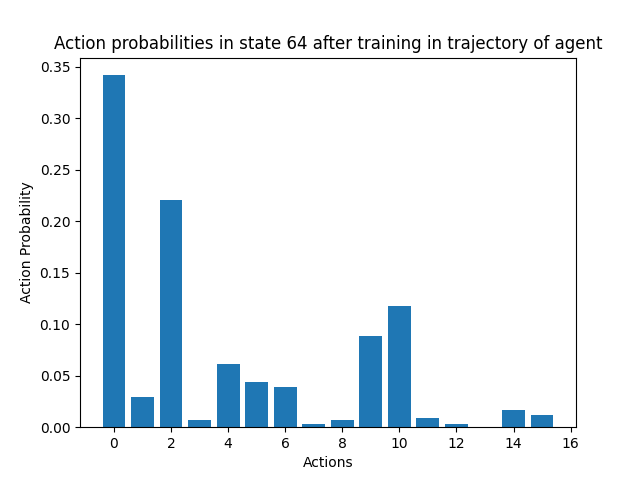 Action probabilities in state 64 after training in trajectory of agent
0.35
0.30
0.25
0.20
0.15
0.10
0.05
0.00
Action Probability
0 2 4 6 8 10 12 14 16
Actions